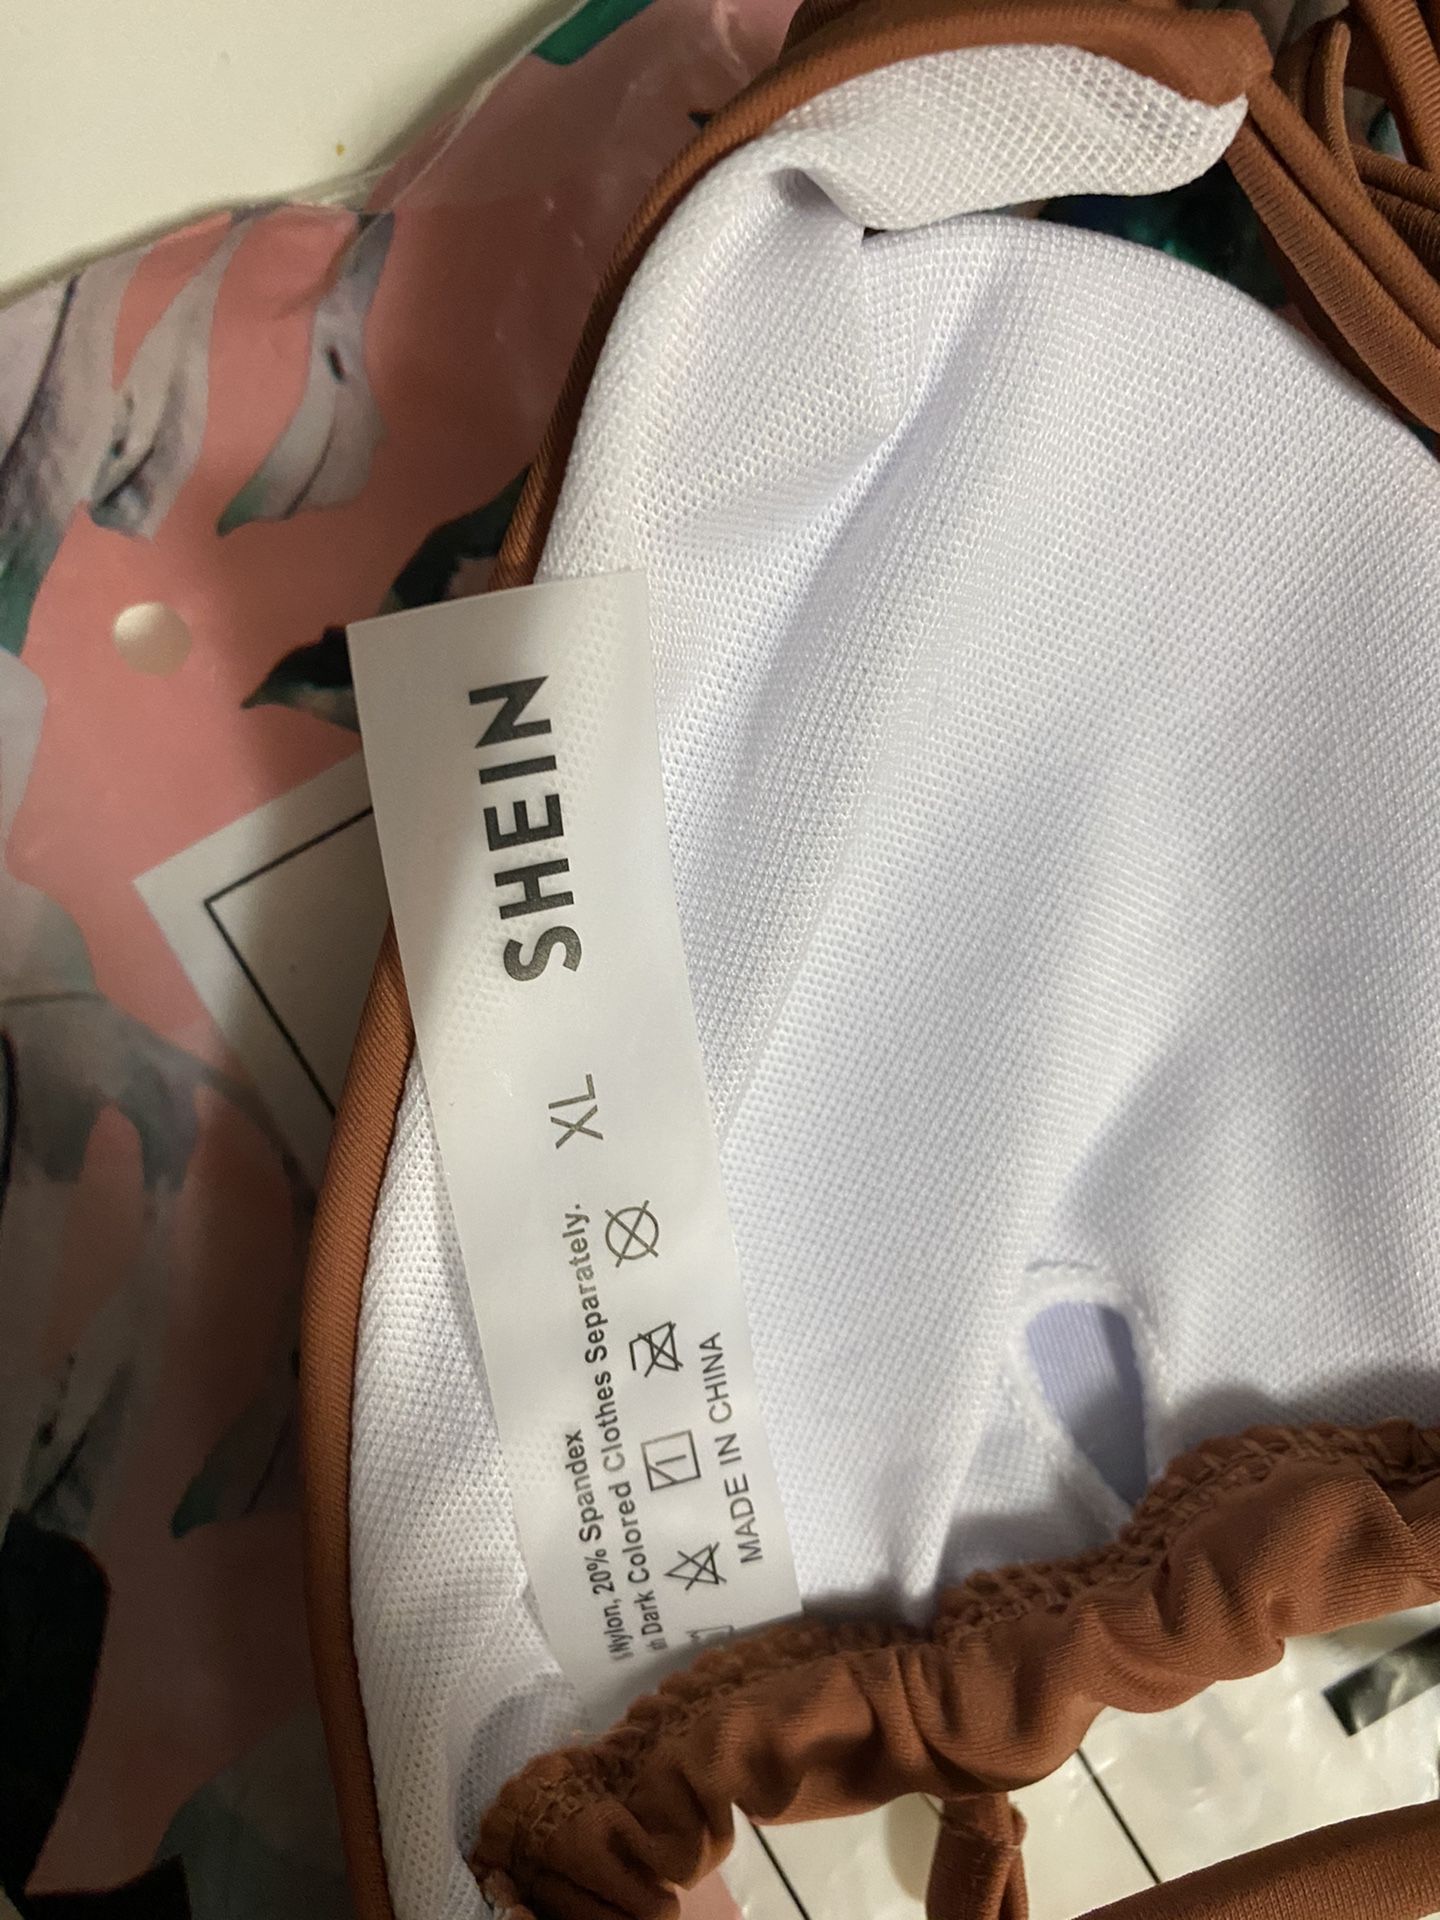 SHEIN
XL
Nylon, 20% Spandex
Dark Colored Clothes Separately.
MADE IN CHINA